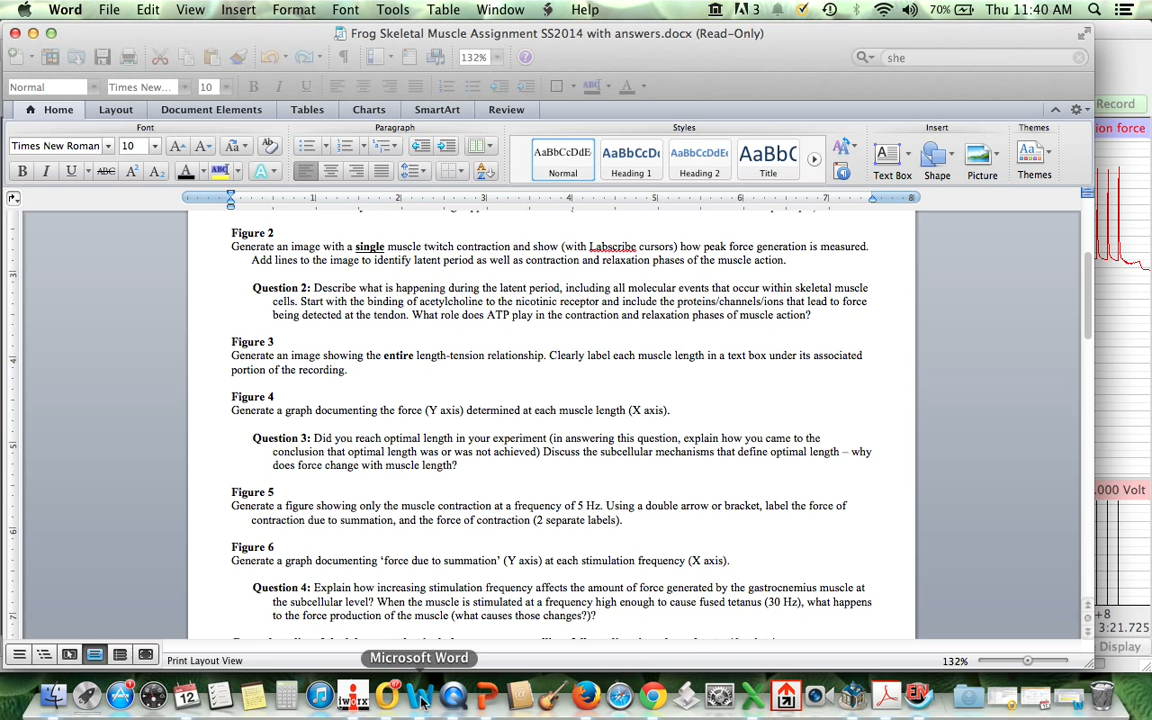 Word File Edit View Insert Format Font Tools Table Window Help 3 70% Thu 11:40 AM
Frog Skeletal Muscle Assignment SS2014 with answers.docx (Read-Only)
132% she
Normal Times New... 10
Record
Home Layout Document Elements Tables Charts SmartArt Review
Font Paragraph Styles Insert Themes
ion force
Times New Roman 10 Aa Abc
AaBbCcDdE AaBbCcDc AaBbCcDdE AaBbC
B I U ABC A² A₂ A ABC A
Normal Heading 1 Heading 2 Title Text Box Shape Picture Themes
1 2 3 4 5 6 7 8
Figure 2
Generate an image with a single muscle twitch contraction and show (with Labscribe cursors) how peak force generation is measured.
Add lines to the image to identify latent period as well as contraction and relaxation phases of the muscle action.
Question 2: Describe what is happening during the latent period, including all molecular events that occur within skeletal muscle
cells. Start with the binding of acetylcholine to the nicotinic receptor and include the proteins/channels/ions that lead to force
being detected at the tendon. What role does ATP play in the contraction and relaxation phases of muscle action?
Figure 3
Generate an image showing the entire length-tension relationship. Clearly label each muscle length in a text box under its associated
portion of the recording.
Figure 4
Generate a graph documenting the force (Y axis) determined at each muscle length (X axis).
Question 3: Did you reach optimal length in your experiment (in answering this question, explain how you came to the
conclusion that optimal length was or was not achieved) Discuss the subcellular mechanisms that define optimal length – why
does force change with muscle length?
Figure 5
Generate a figure showing only the muscle contraction at a frequency of 5 Hz. Using a double arrow or bracket, label the force of
contraction due to summation, and the force of contraction (2 separate labels).
Figure 6
Generate a graph documenting ‘force due to summation’ (Y axis) at each stimulation frequency (X axis).
Question 4: Explain how increasing stimulation frequency affects the amount of force generated by the gastrocnemius muscle at
the subcellular level? When the muscle is stimulated at a frequency high enough to cause fused tetanus (30 Hz), what happens
to the force production of the muscle (what causes those changes?)?
.000 Volt
+8
3:21.725
Display
Print Layout View 132%
Microsoft Word
12 iworx